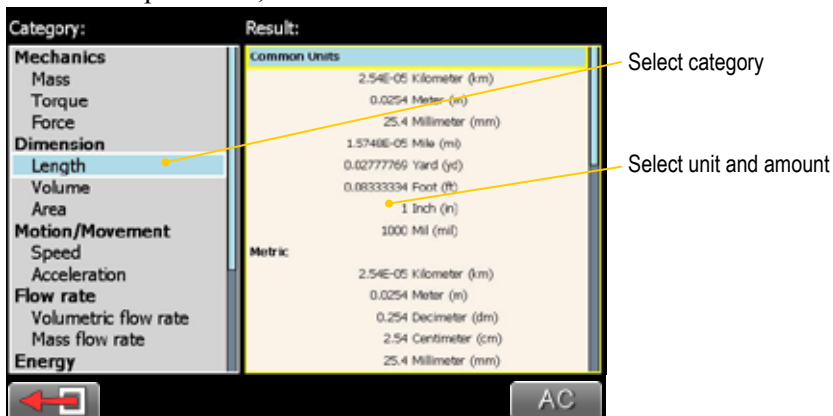 Category:
Mechanics
Mass
Torque
Force
Dimension
Length
Volume
Area
Motion/Movement
Speed
Acceleration
Flow rate
Volumetric flow rate
Mass flow rate
Energy
Result:
Common Units
2.54E-05 Kilometer (km)
0.0254 Meter (m)
25.4 Millimeter (mm)
1.5748E-05 Mile (mi)
0.02777769 Yard (yd)
0.08333334 Foot (ft)
1 Inch (in)
1000 Mil (mil)
Metric
2.54E-05 Kilometer (km)
0.0254 Meter (m)
0.254 Decimeter (dm)
2.54 Centimeter (cm)
25.4 Millimeter (mm)
AC
Select category
Select unit and amount